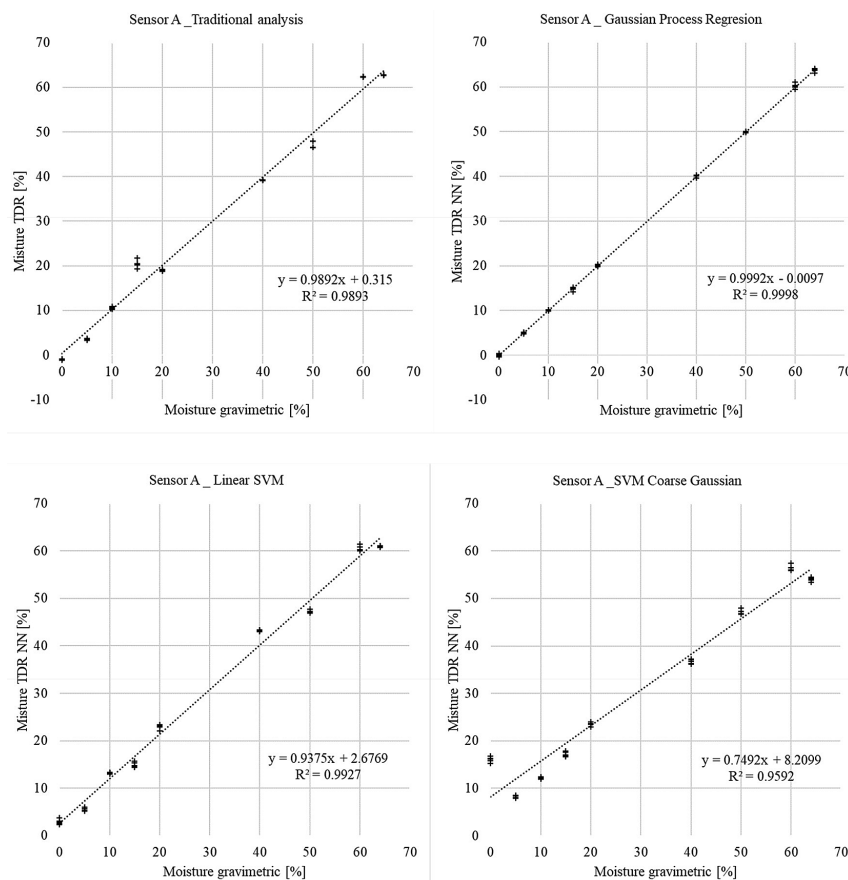 Sensor A _Traditional analysis
70
60
50
40
30
20
10
0
-10
Misture TDR [%]
y = 0.9892x + 0.315
R² = 0.9893
0 10 20 30 40 50 60 70
Moisture gravimetric [%]
Sensor A _ Gaussian Process Regresion
70
60
50
40
30
20
10
0
-10
Misture TDR NN [%]
y = 0.9992x - 0.0097
R² = 0.9998
0 10 20 30 40 50 60 70
Moisture gravimetric [%]
Sensor A _ Linear SVM
70
60
50
40
30
20
10
0
Misture TDR NN [%]
y = 0.9375x + 2.6769
R² = 0.9927
0 10 20 30 40 50 60 70
Moisture gravimetric [%]
Sensor A _SVM Coarse Gaussian
70
60
50
40
30
20
10
0
Misture TDR NN [%]
y = 0.7492x + 8.2099
R² = 0.9592
0 10 20 30 40 50 60 70
Moisture gravimetric [%]